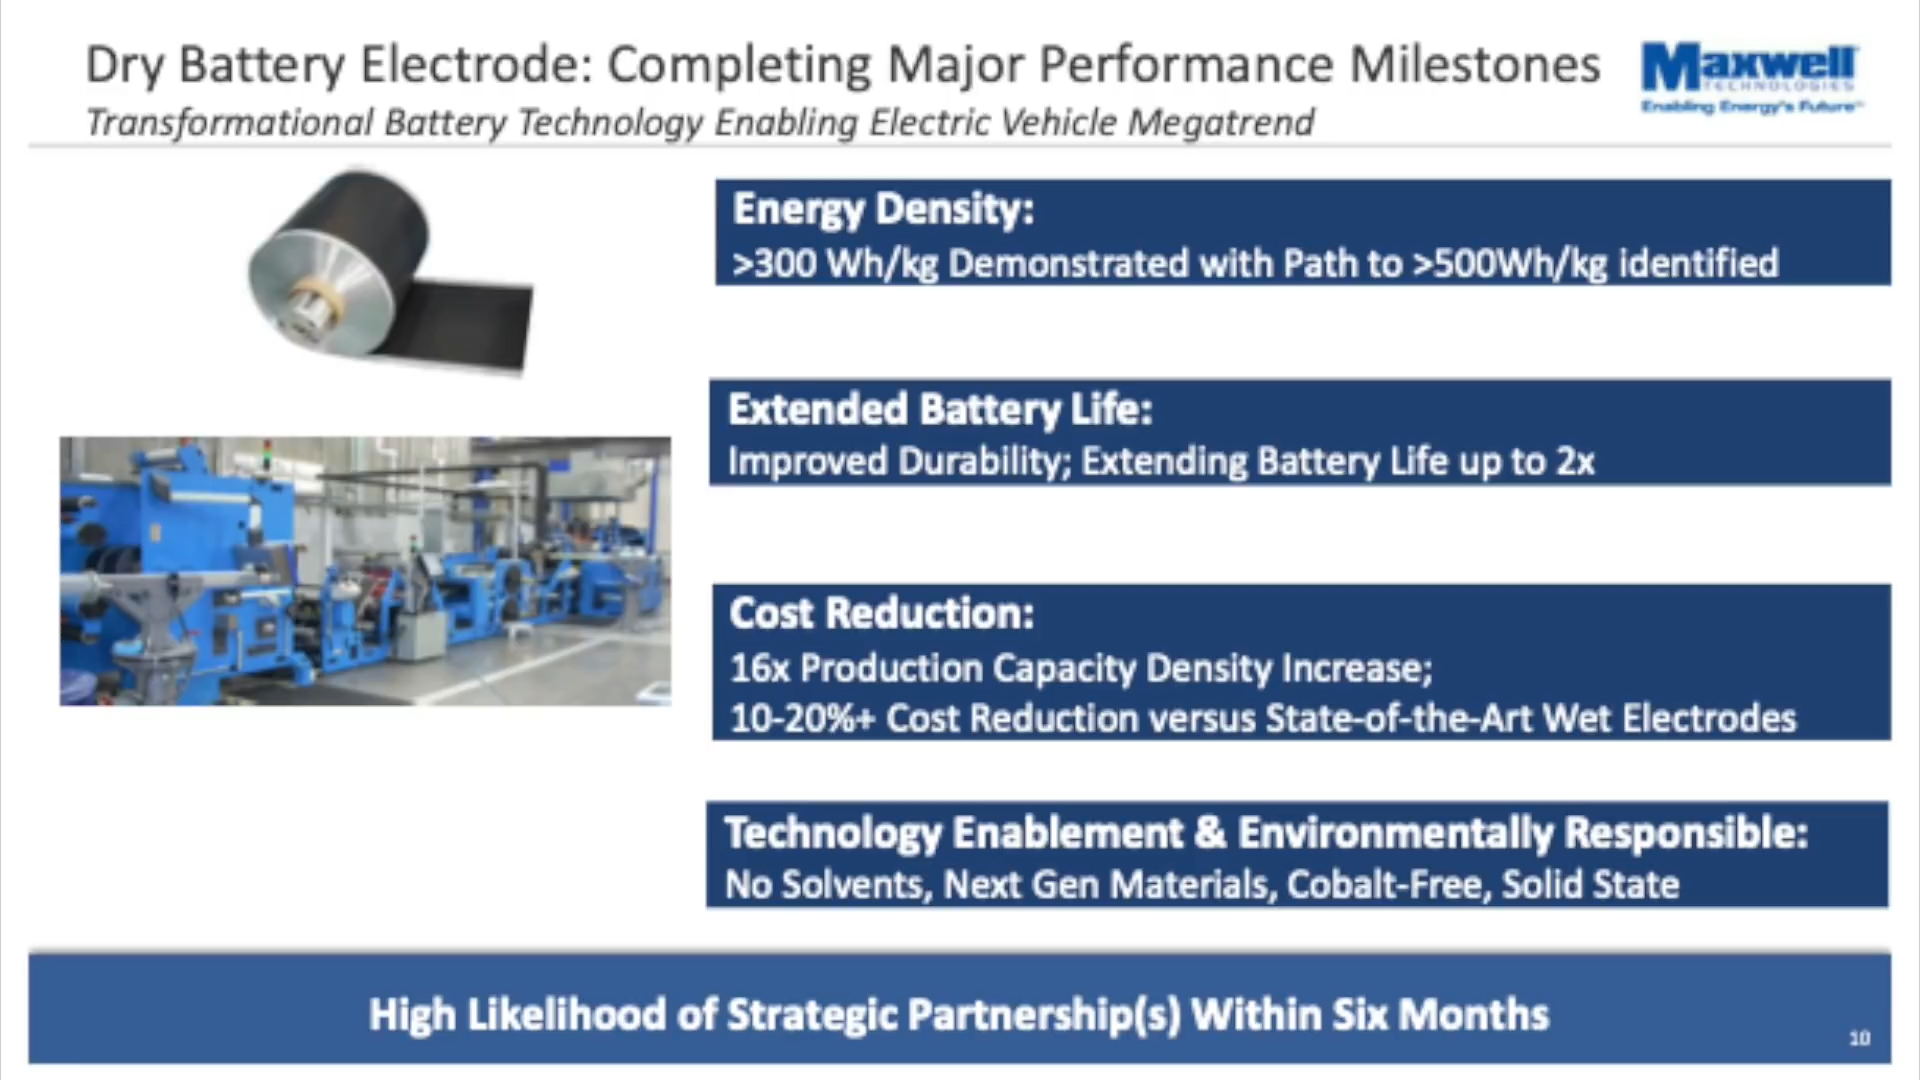 Dry Battery Electrode: Completing Major Performance Milestones
Transformational Battery Technology Enabling Electric Vehicle Megatrend
Maxwell
TECHNOLOGIES
Enabling Energy's Future™
Energy Density:
>300 Wh/kg Demonstrated with Path to >500Wh/kg identified
Extended Battery Life:
Improved Durability; Extending Battery Life up to 2x
Cost Reduction:
16x Production Capacity Density Increase;
10-20%+ Cost Reduction versus State-of-the-Art Wet Electrodes
Technology Enablement & Environmentally Responsible:
No Solvents, Next Gen Materials, Cobalt-Free, Solid State
High Likelihood of Strategic Partnership(s) Within Six Months
10